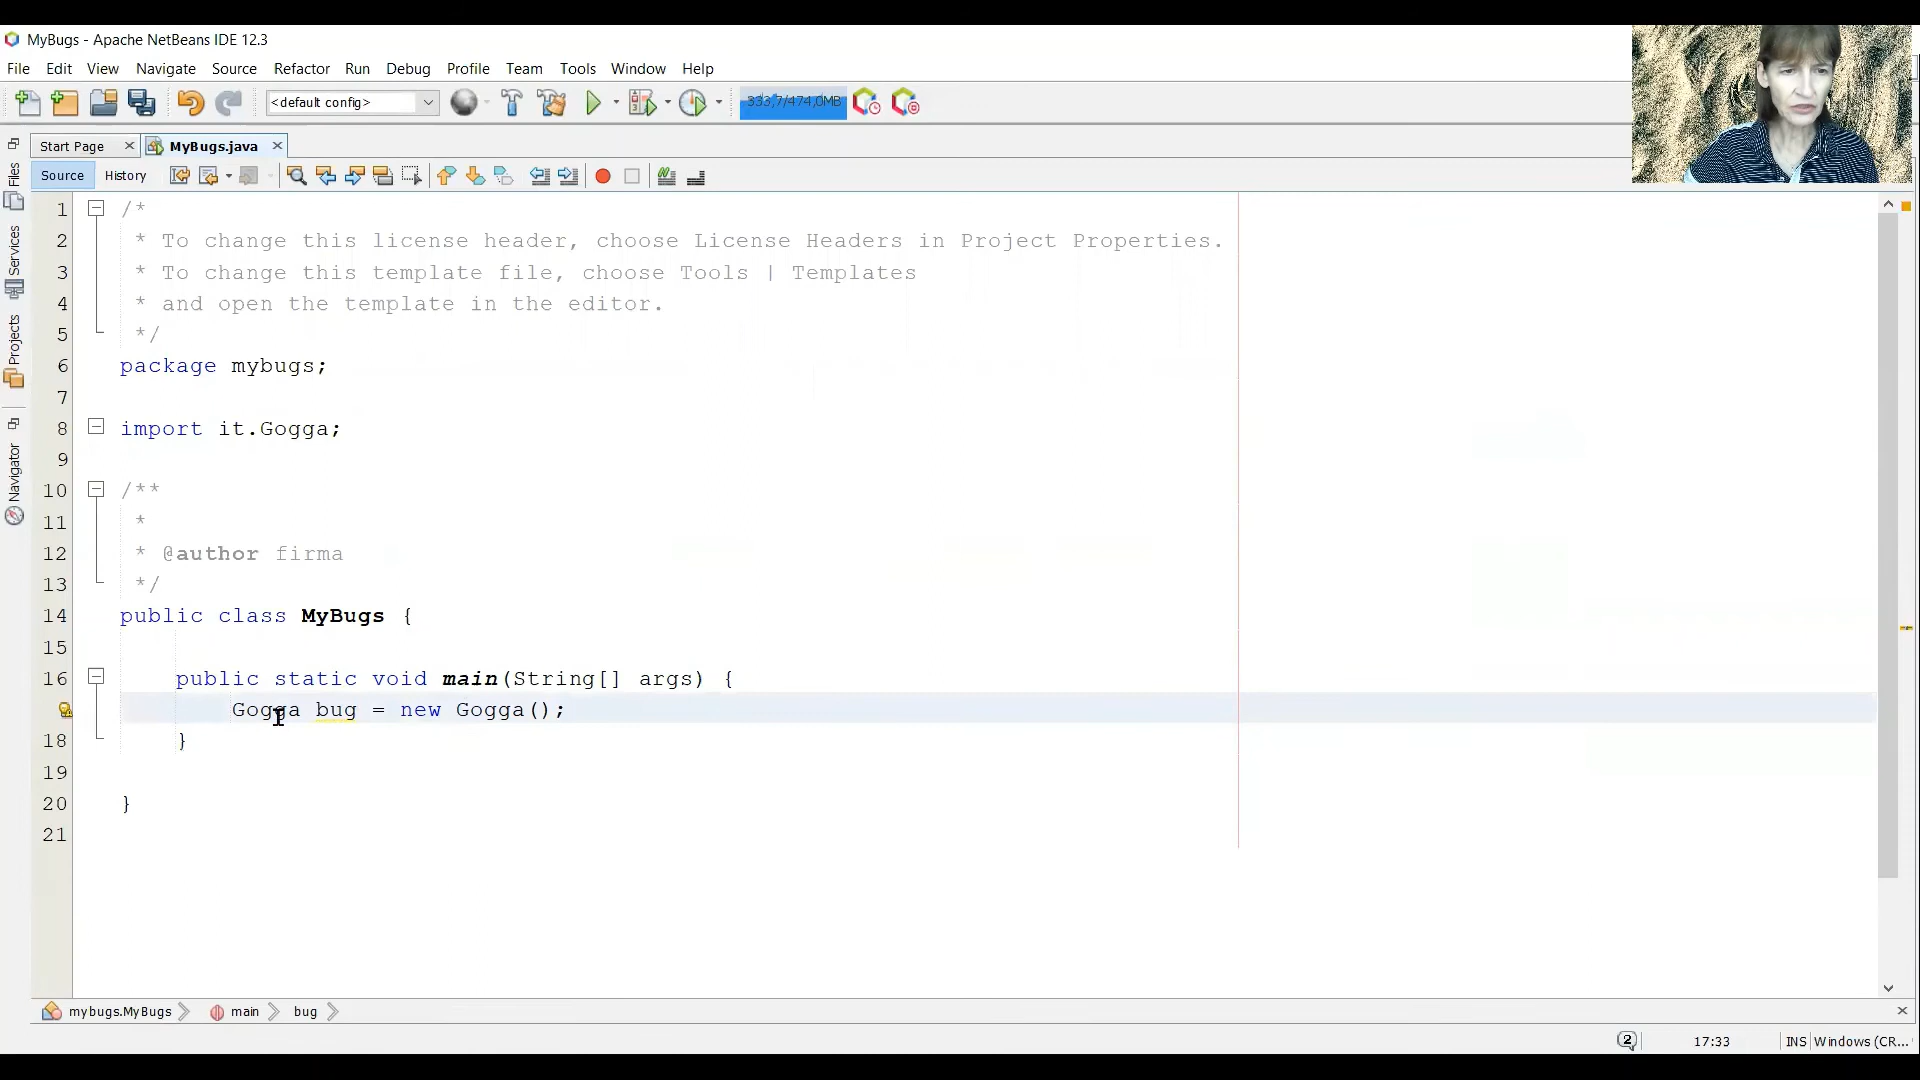 MyBugs - Apache NetBeans IDE 12.3
File Edit View Navigate Source Refactor Run Debug Profile Team Tools Window Help
<default config> 333,7/474,0MB
Start Page MyBugs.java
Source History
Files
Services
Projects
Navigator
1 /*
2 * To change this license header, choose License Headers in Project Properties.
3 * To change this template file, choose Tools | Templates
4 * and open the template in the editor.
5 */
6 package mybugs;
7
8 import it.Gogga;
9
10 /**
11 *
12 * @author firma
13 */
14 public class MyBugs {
15
16 public static void main(String[] args) {
Gogga bug = new Gogga();
18 }
19
20 }
21
mybugs.MyBugs main bug
2 17:33 INS Windows (CR...